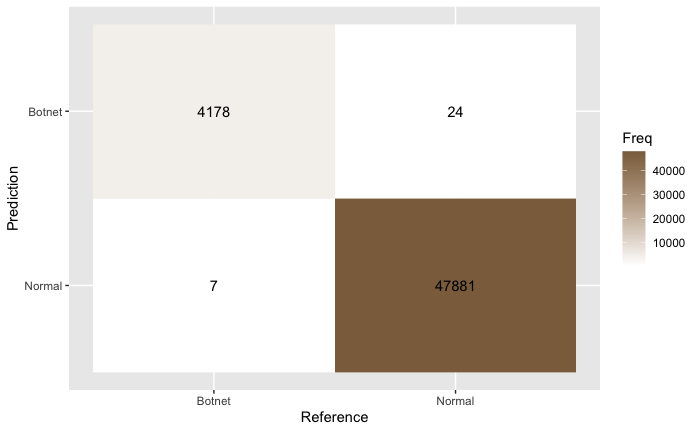 Botnet
4178
24
Normal
7
47881
Botnet
Normal
Prediction
Reference
Freq
40000
30000
20000
10000